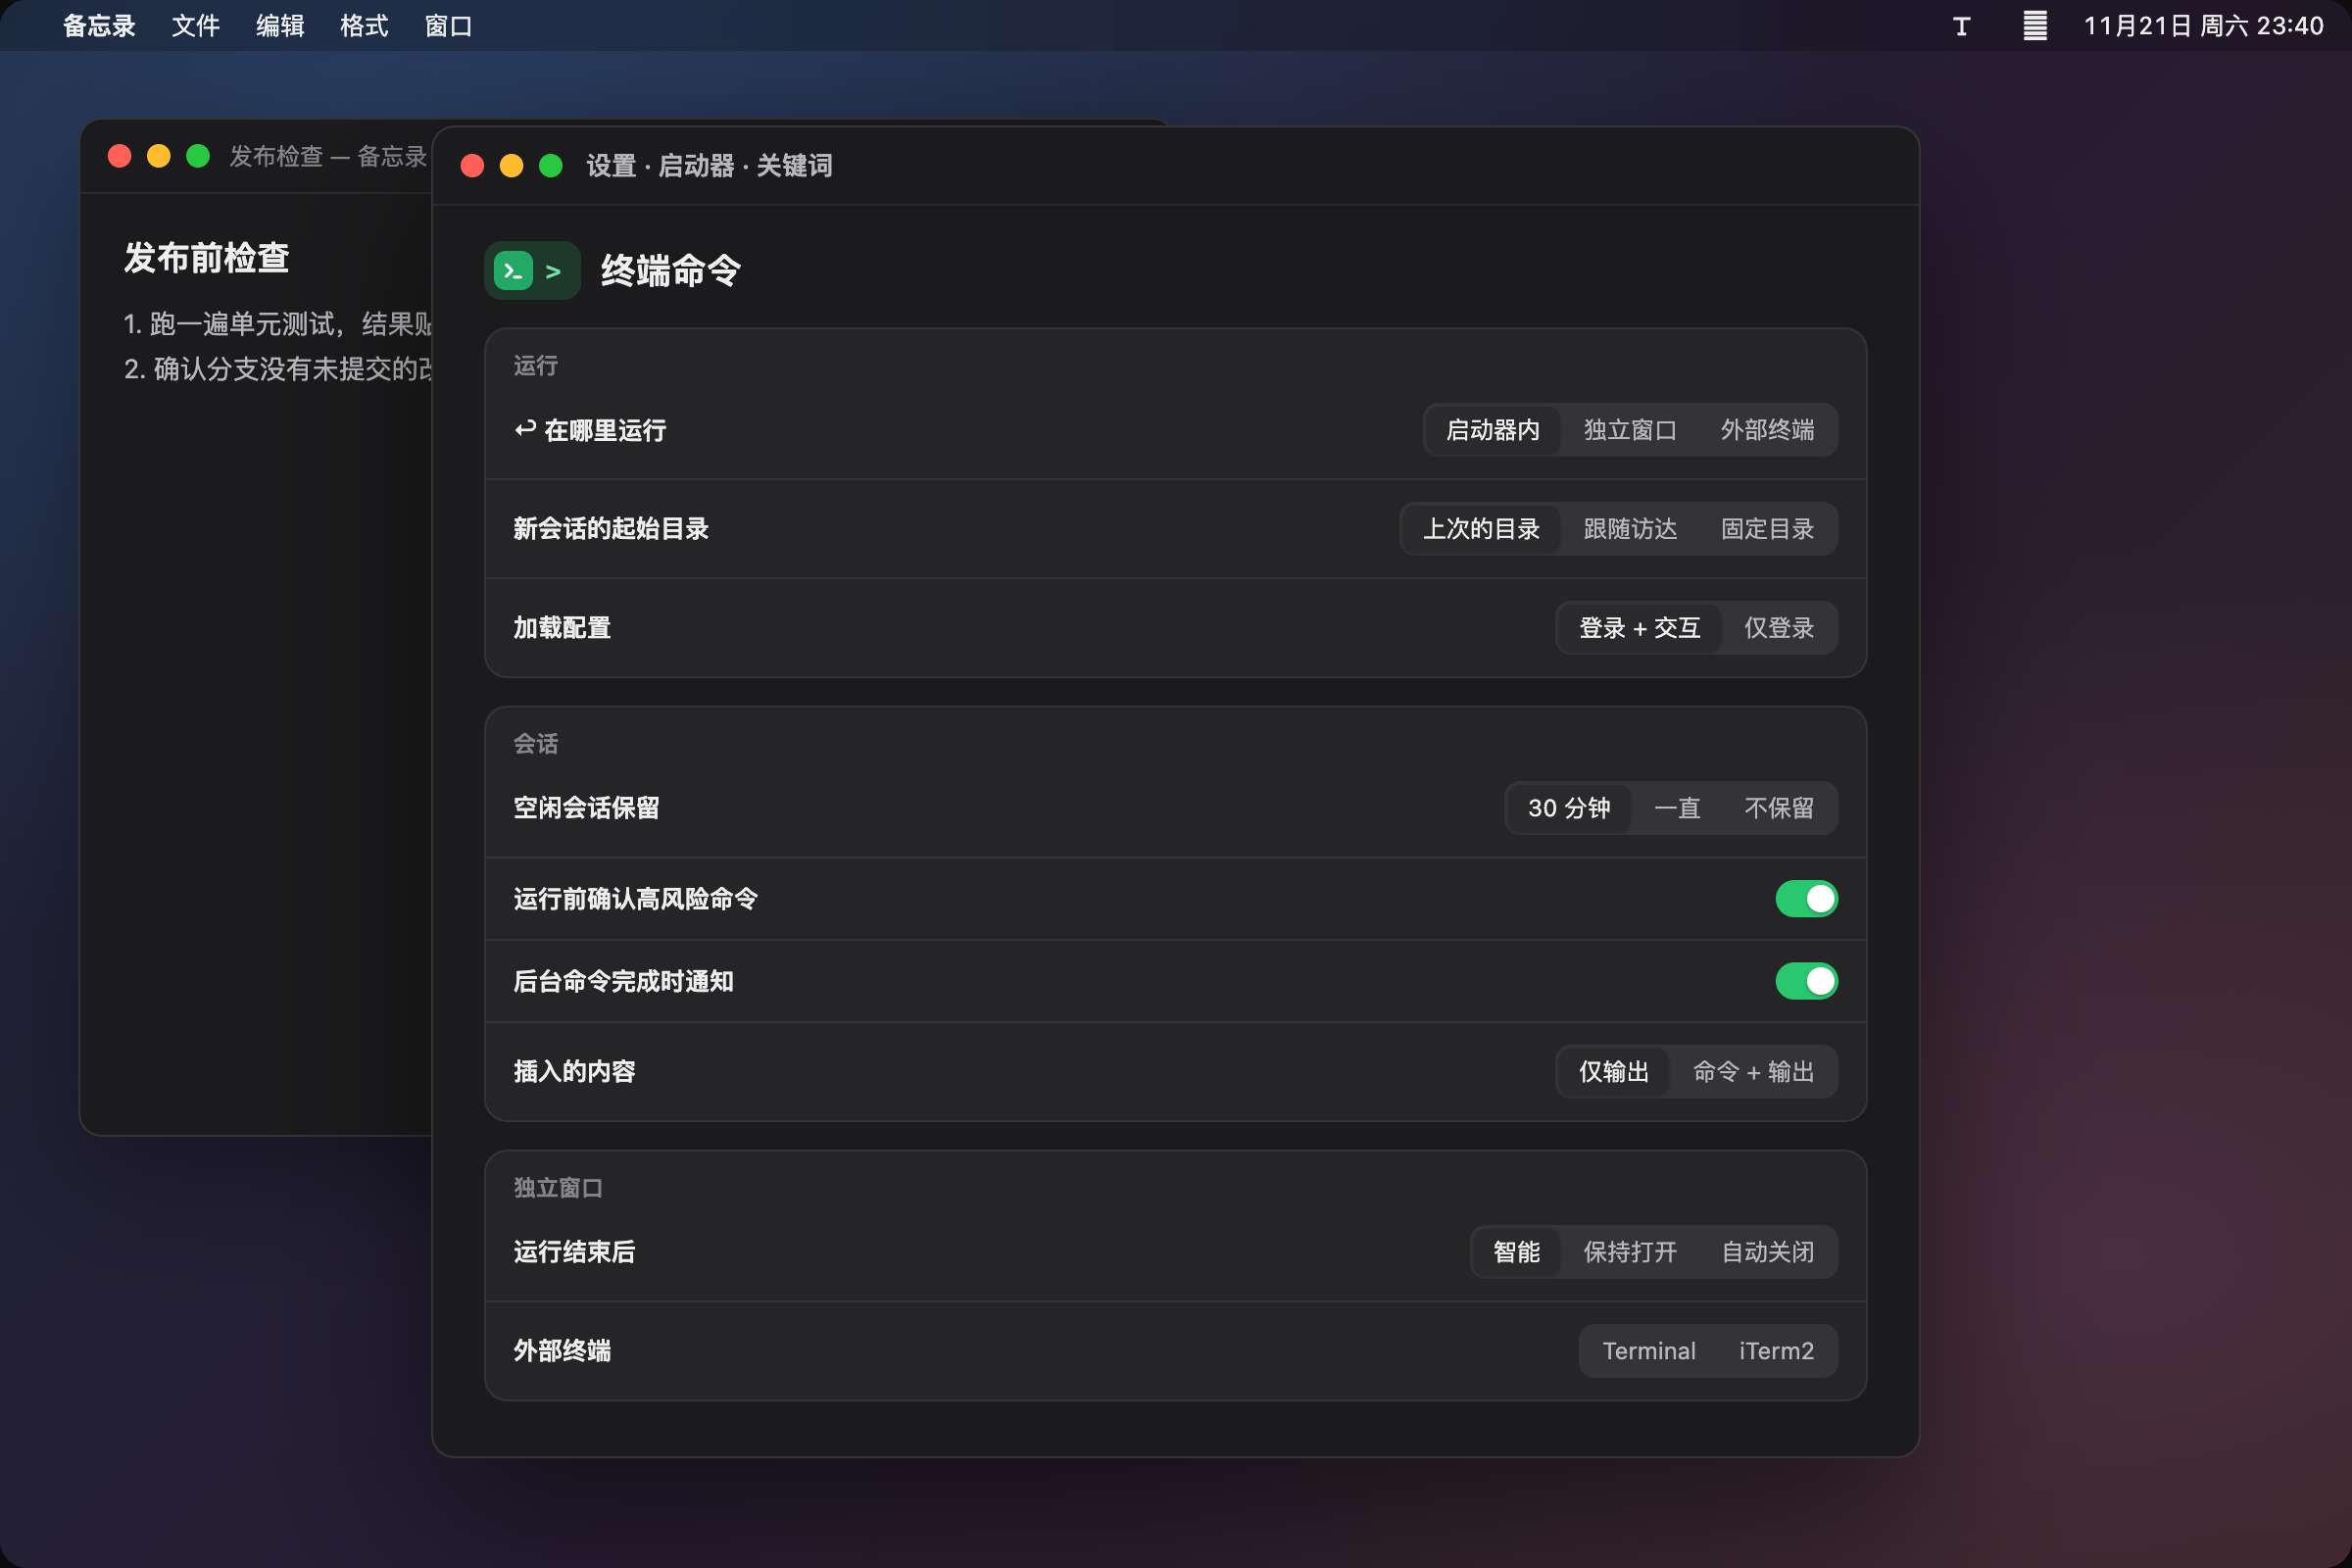 备忘录 文件 编辑 格式 窗口 11月21日 周六 23:40
发布检查 — 备忘录
发布前检查
1. 跑一遍单元测试，结果
2. 确认分支没有未提交的
设置 · 启动器 · 关键词
> 终端命令
运行
↩ 在哪里运行 启动器内 独立窗口 外部终端
新会话的起始目录 上次的目录 跟随访达 固定目录
加载配置 登录 + 交互 仅登录
会话
空闲会话保留 30 分钟 一直 不保留
运行前确认高风险命令
后台命令完成时通知
插入的内容 仅输出 命令 + 输出
独立窗口
运行结束后 智能 保持打开 自动关闭
外部终端 Terminal iTerm2